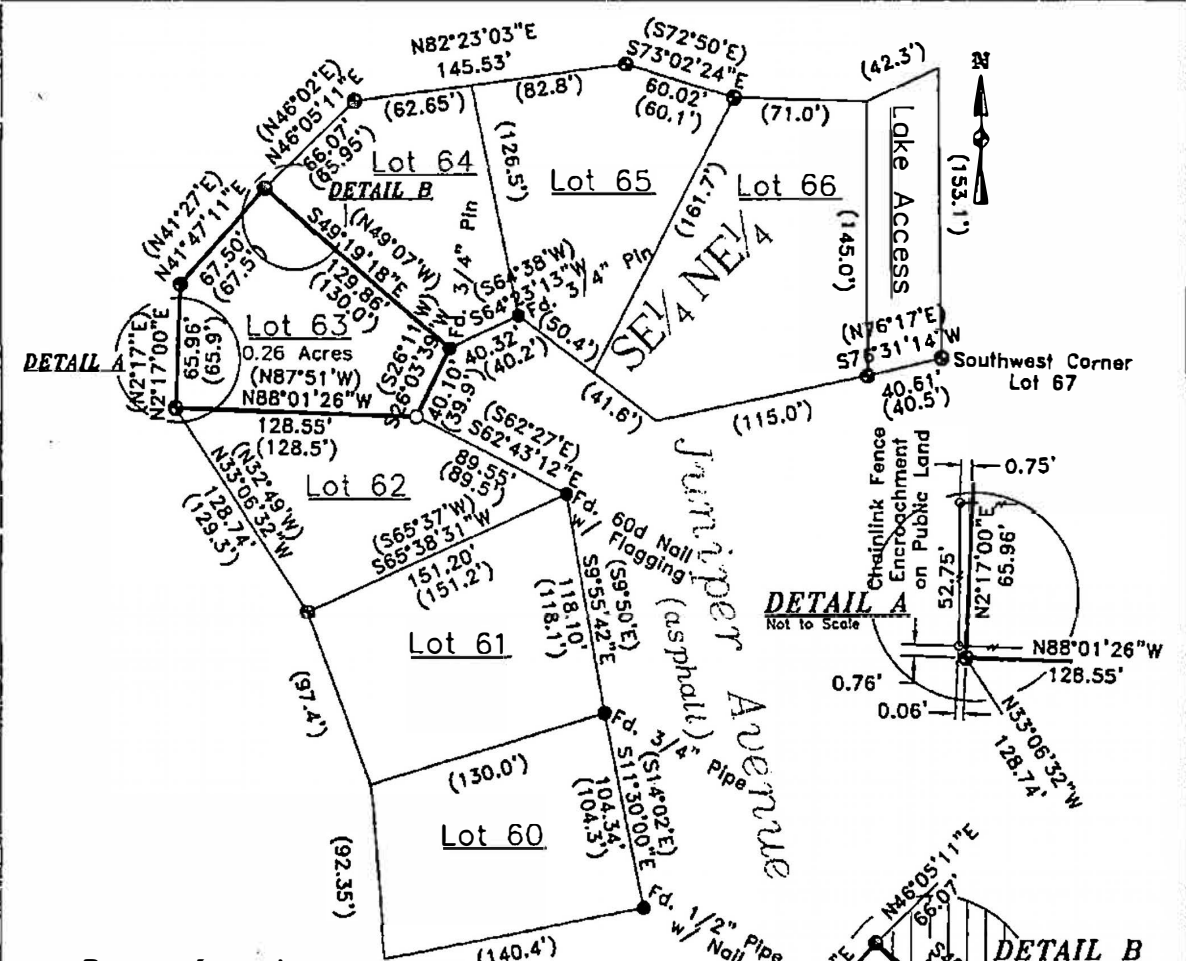 N82°23'03"E
145.53'
(62.65')
(82.8')
(S72°50'E)
S73°02'24"E
60.02'
(60.1')
(71.0')
(42.3')
N
(N46°02'E)
N46°05'11"E
66.07'
(65.95')
Lot 64
DETAIL B
(126.5')
Lot 65
Lot 66
(161.7')
SE1/4 NE1/4
(145.0')
Lake Access
(153.1')
(N41°27'E)
N41°47'11"E
67.50'
(67.5')
(N49°07'W)
S49°19'18"E
129.86'
(130.0')
Fd. 3/4" Pin
(S64°38'W)
S64°23'13"W
40.32'
(40.2')
Fd. 3/4" Pin
(50.4')
(41.6')
(115.0')
(N76°17'E)
40.61'
(40.5')
Southwest Corner
Lot 67
DETAIL A
(N2°17'E)
N2°17'00"E
65.96'
(65.9')
Lot 63
0.26 Acres
(N87°51'W)
N88°01'26"W
128.55'
(128.5')
(S26°11'W)
S26°03'39"W
40.10'
(39.9')
(S62°27'E)
S62°43'12"E
89.55'
(89.5')
Lot 62
(N32°49'W)
N33°06'32"W
128.74'
(129.3')
(S65°37'W)
S65°38'31"W
151.20'
(151.2')
Fd.
60d Nail
w/ Flagging
Juniper Avenue
(asphalt)
(S9°50'E)
S9°55'42"E
118.10'
(118.1')
Lot 61
(97.4')
(130.0')
Fd.
3/4" Pipe
(S14°02'E)
S11°30'00"E
104.34'
(104.3')
Lot 60
(92.35')
(140.4')
Fd. 1/2" Pipe
w/ Nail
Chainlink Fence
Encroachment
on Public Land
0.75'
52.75'
N2°17'00"E
65.96'
DETAIL A
Not to Scale
N88°01'26"W
128.55'
0.76'
0.06'
N33°06'32"W
128.74'
N46°05'11"E
66.07'
DETAIL B